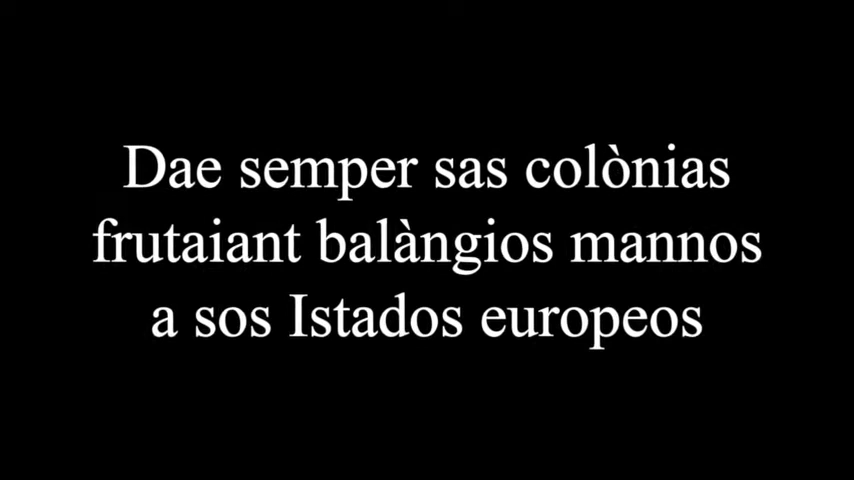 Dae semper sas colònias
frutaiant balàngios mannos
a sos Istados europeos